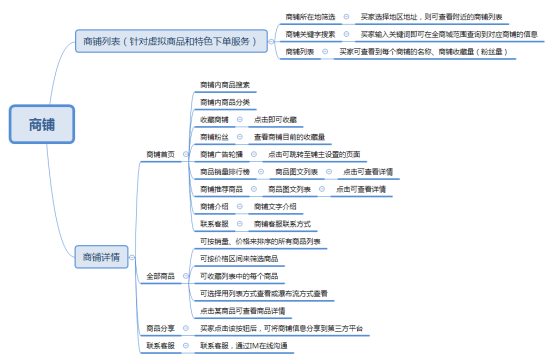 商铺
商铺列表（针对虚拟商品和特色下单服务）
商铺所在地筛选 买家选择地区地址，则可查看附近的商铺列表
商铺关键字搜索 买家输入关键词即可在全商城范围查询到对应商铺的信息
商铺列表 买家可查看到每个商铺的名称、商铺收藏量（粉丝量）
商铺详情
商铺首页
商铺内商品搜索
商铺内商品分类
收藏商铺 点击即可收藏
商铺粉丝 查看商铺目前的收藏量
商铺广告轮播 点击可跳转至铺主设置的页面
商品销量排行榜 商品图文列表 点击可查看详情
商铺推荐商品 商品图文列表 点击可查看详情
商铺介绍 商铺文字介绍
联系客服 商铺客服联系方式
全部商品
可按销量、价格来排序的所有商品列表
可按价格区间来筛选商品
可收藏列表中的每个商品
可选择用列表方式查看或瀑布流方式查看
点击某商品可查看商品详情
商品分享 买家点击该按钮后，可将商铺信息分享到第三方平台
联系客服 联系客服，通过IM在线沟通